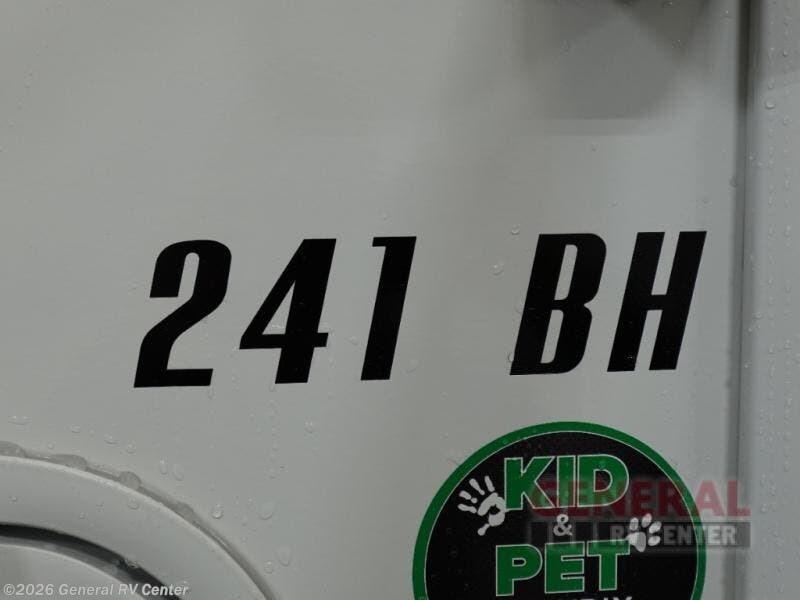 241 BH
KID
&
PET
GENERAL
RV CENTER
©2026 General RV Center